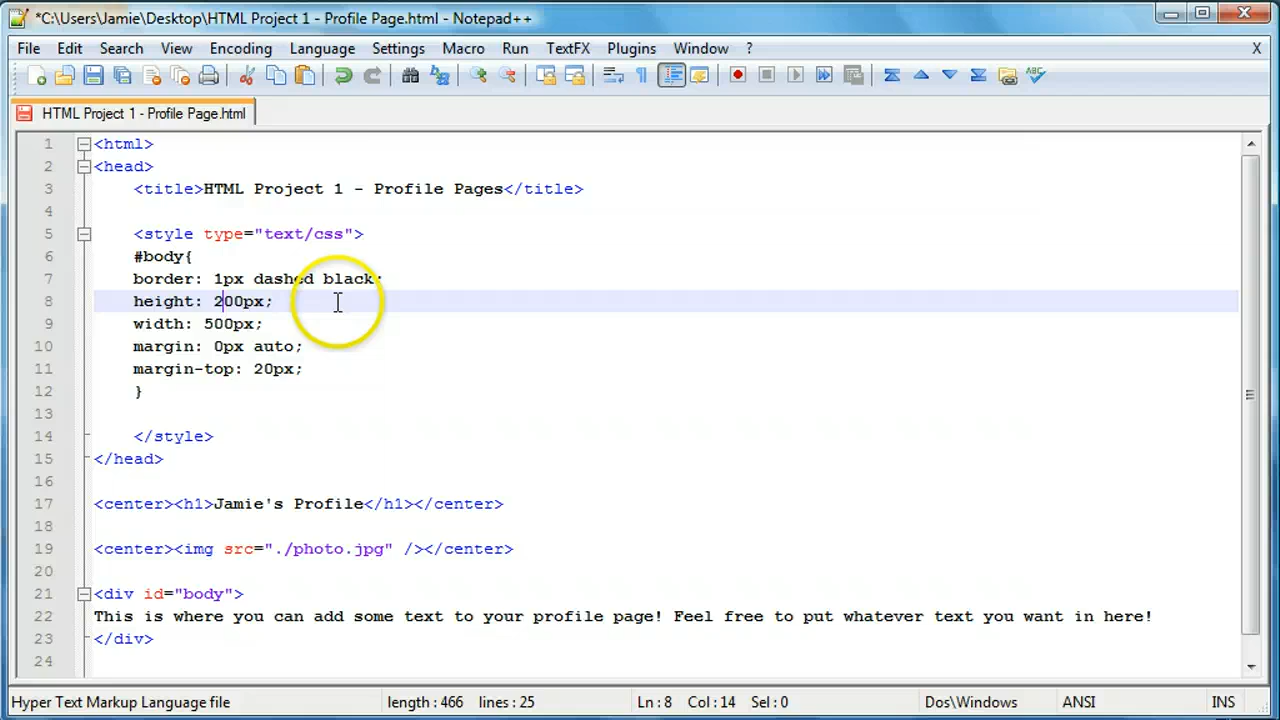 *C:\Users\Jamie\Desktop\HTML Project 1 - Profile Page.html - Notepad++
File Edit Search View Encoding Language Settings Macro Run TextFX Plugins Window ? X
HTML Project 1 - Profile Page.html
1 <html>
2 <head>
3 <title>HTML Project 1 - Profile Pages</title>
4
5 <style type="text/css">
6 #body{
7 border: 1px dashed black;
8 height: 200px;
9 width: 500px;
10 margin: 0px auto;
11 margin-top: 20px;
12 }
13
14 </style>
15 </head>
16
17 <center><h1>Jamie's Profile</h1></center>
18
19 <center><img src="./photo.jpg" /></center>
20
21 <div id="body">
22 This is where you can add some text to your profile page! Feel free to put whatever text you want in here!
23 </div>
24
Hyper Text Markup Language file length : 466 lines : 25 Ln : 8 Col : 14 Sel : 0 Dos\Windows ANSI INS